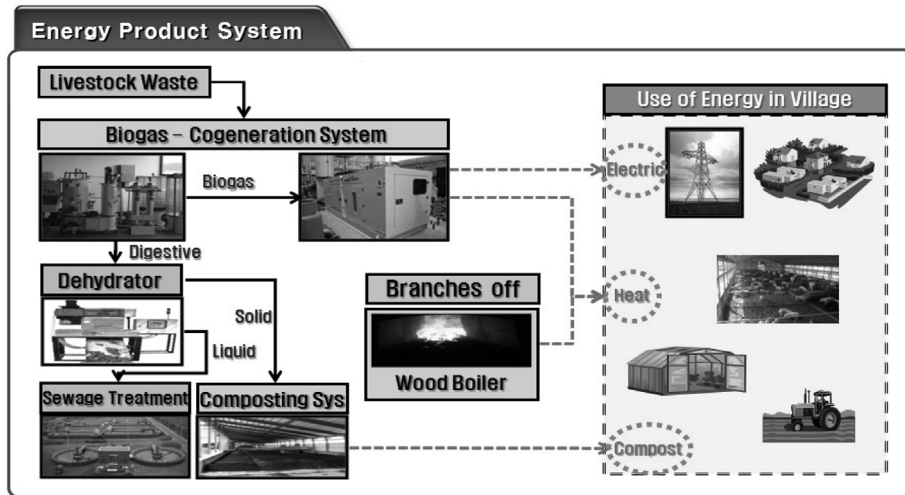 Energy Product System
Livestock Waste
Use of Energy in Village
Biogas - Cogeneration System
Biogas
Electric
Digestive
Dehydrator
Branches off
Heat
Solid
Liquid
Wood Boiler
Sewage Treatment
Composting Sys
Compost